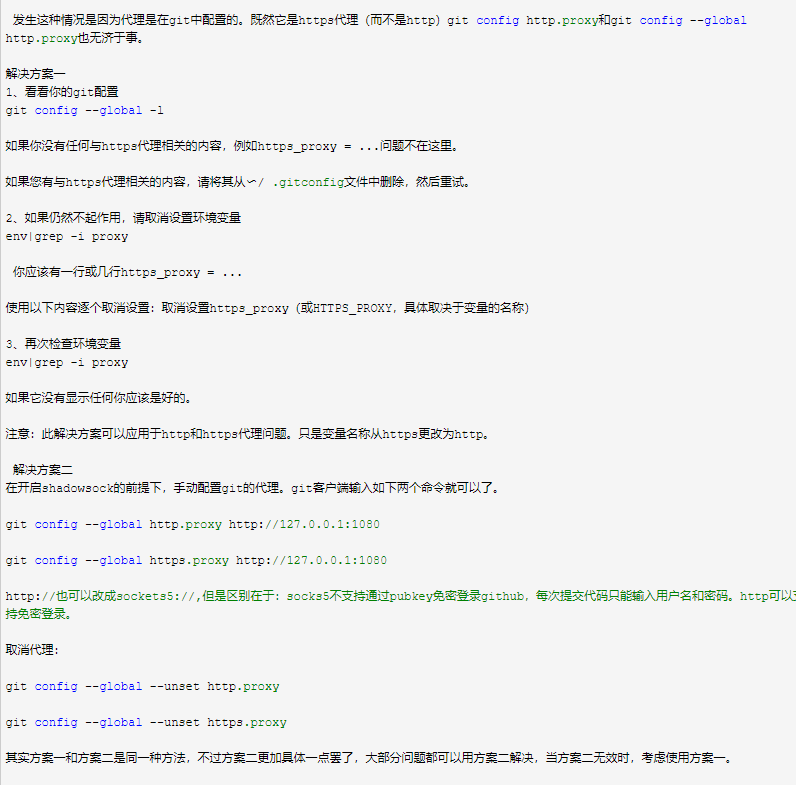 发生这种情况是因为代理是在git中配置的。既然它是https代理（而不是http）git config http.proxy和git config --global
http.proxy也无济于事。
解决方案一
1、看看你的git配置
git config --global -l
如果你没有任何与https代理相关的内容，例如https_proxy = ...问题不在这里。
如果您有与https代理相关的内容，请将其从〜/ .gitconfig文件中删除，然后重试。
2、如果仍然不起作用，请取消设置环境变量
env|grep -i proxy
你应该有一行或几行https_proxy = ...
使用以下内容逐个取消设置：取消设置https_proxy（或HTTPS_PROXY，具体取决于变量的名称）
3、再次检查环境变量
env|grep -i proxy
如果它没有显示任何你应该是好的。
注意：此解决方案可以应用于http和https代理问题。只是变量名称从https更改为http。
解决方案二
在开启shadowsock的前提下，手动配置git的代理。git客户端输入如下两个命令就可以了。
git config --global http.proxy http://127.0.0.1:1080
git config --global https.proxy http://127.0.0.1:1080
http://也可以改成sockets5://,但是区别在于：socks5不支持通过pubkey免密登录github，每次提交代码只能输入用户名和密码。http可以支
持免密登录。
取消代理：
git config --global --unset http.proxy
git config --global --unset https.proxy
其实方案一和方案二是同一种方法，不过方案二更加具体一点罢了，大部分问题都可以用方案二解决，当方案二无效时，考虑使用方案一。